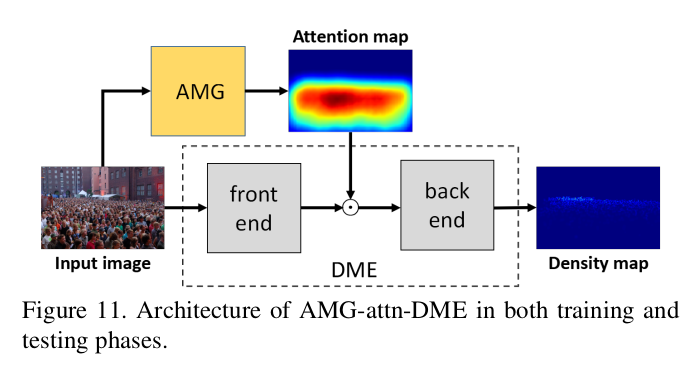 Attention map
AMG
front
end
back
end
Input image
DME
Density map
Figure 11. Architecture of AMG-attn-DME in both training and
testing phases.